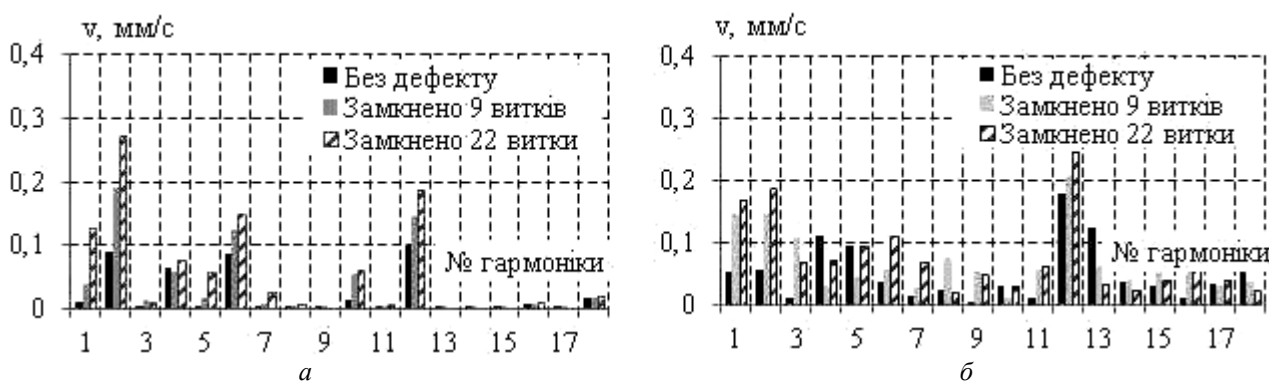 v, мм/с
0,4
0,3
0,2
0,1
0
Без дефекту
Замкнено 9 витків
Замкнено 22 витки
№ гармоніки
1 3 5 7 9 11 13 15 17
а
v, мм/с
0,4
0,3
0,2
0,1
0
Без дефекту
Замкнено 9 витків
Замкнено 22 витки
№ гармоніки
1 3 5 7 9 11 13 15 17
б